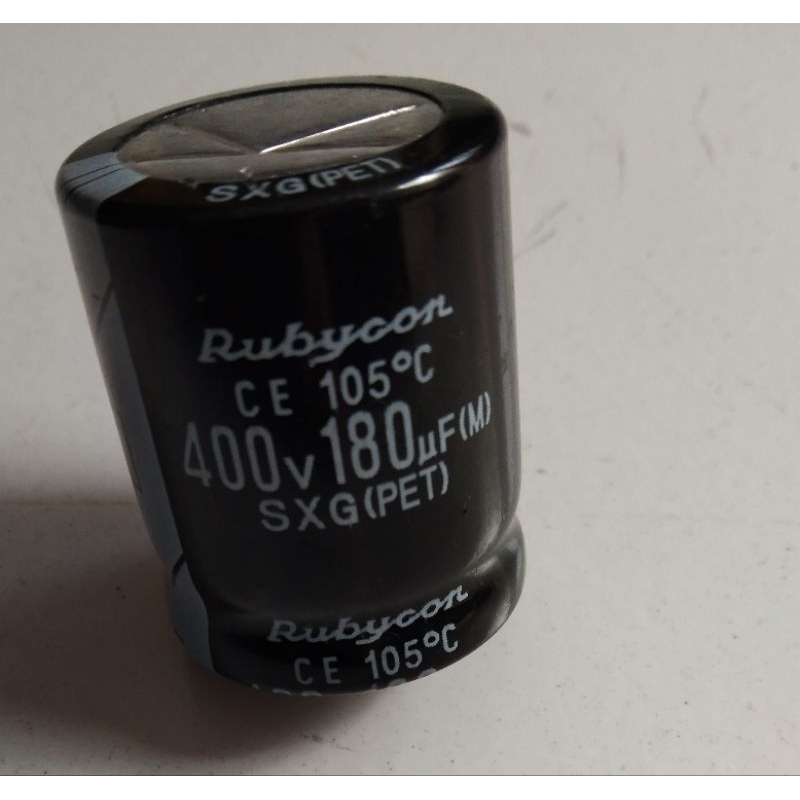 SXG(PET)
Rubycon
CE 105°C
400V 180µF(M)
SXG(PET)
Rubycon
CE 105°C